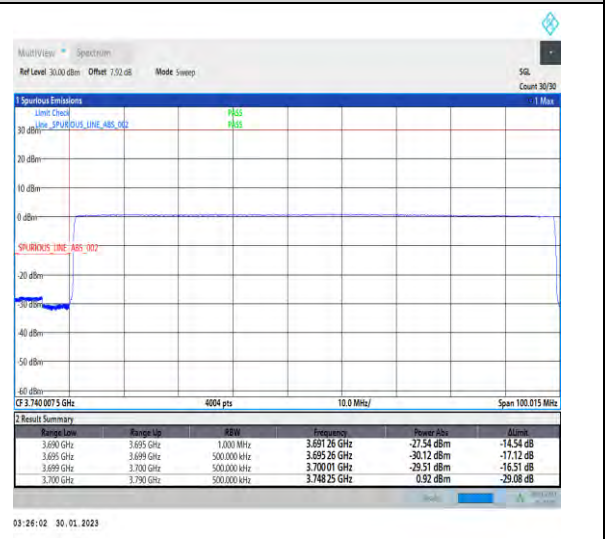 MultiView Spectrum
Ref Level 30.00 dBm Offset 7.92 dB Mode Sweep SGL
Count 30/30
1 Spurious Emissions 1 Max
Limit Check PASS
Line _SPURIOUS_LINE_ABS_002 PASS
30 dBm
20 dBm
10 dBm
0 dBm
_SPURIOUS_LINE_ABS_002
-20 dBm
-30 dBm
-40 dBm
-50 dBm
-60 dBm
CF 3.740 007 5 GHz 4004 pts 10.0 MHz/ Span 100.015 MHz
2 Result Summary
Range Low Range Up RBW Frequency Power Abs ΔLimit
3.690 GHz 3.695 GHz 1.000 MHz 3.691 26 GHz -27.54 dBm -14.54 dB
3.695 GHz 3.699 GHz 500.000 kHz 3.695 26 GHz -30.12 dBm -17.12 dB
3.699 GHz 3.700 GHz 500.000 kHz 3.700 01 GHz -29.51 dBm -16.51 dB
3.700 GHz 3.790 GHz 500.000 kHz 3.748 25 GHz 0.92 dBm -29.08 dB
03:26:02 30.01.2023